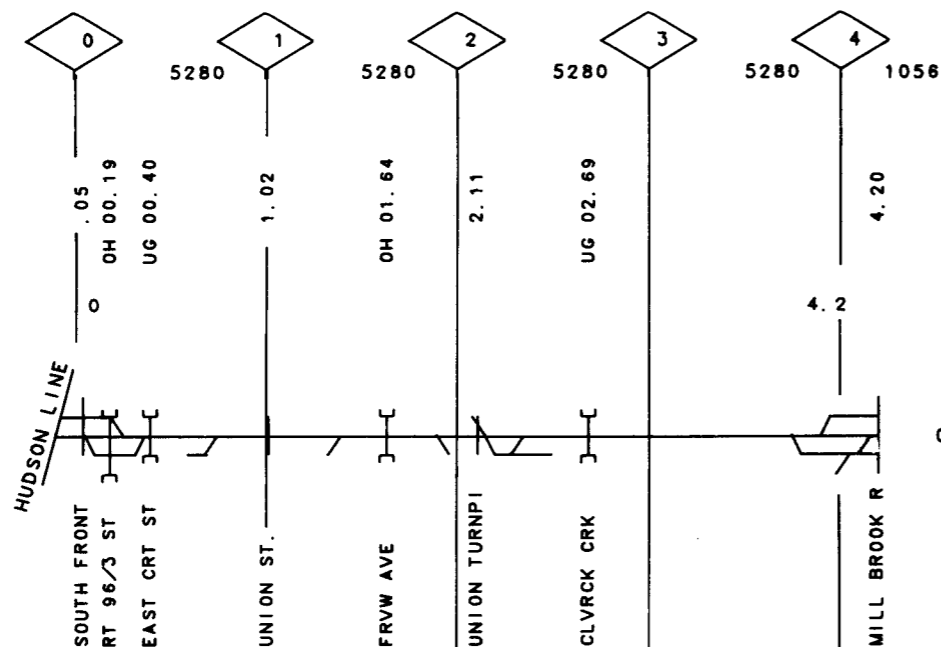 0
1
2
3
4
5280
5280
5280
1056
.05
OH 00.19
UG 00.40
1.02
OH 01.64
2.11
UG 02.69
4.20
0
4.2
HUDSON LINE
SOUTH FRONT
RT 96/3 ST
EAST CRT ST
UNION ST.
FRVW AVE
UNION TURNPI
CLVRCK CRK
MILL BROOK R